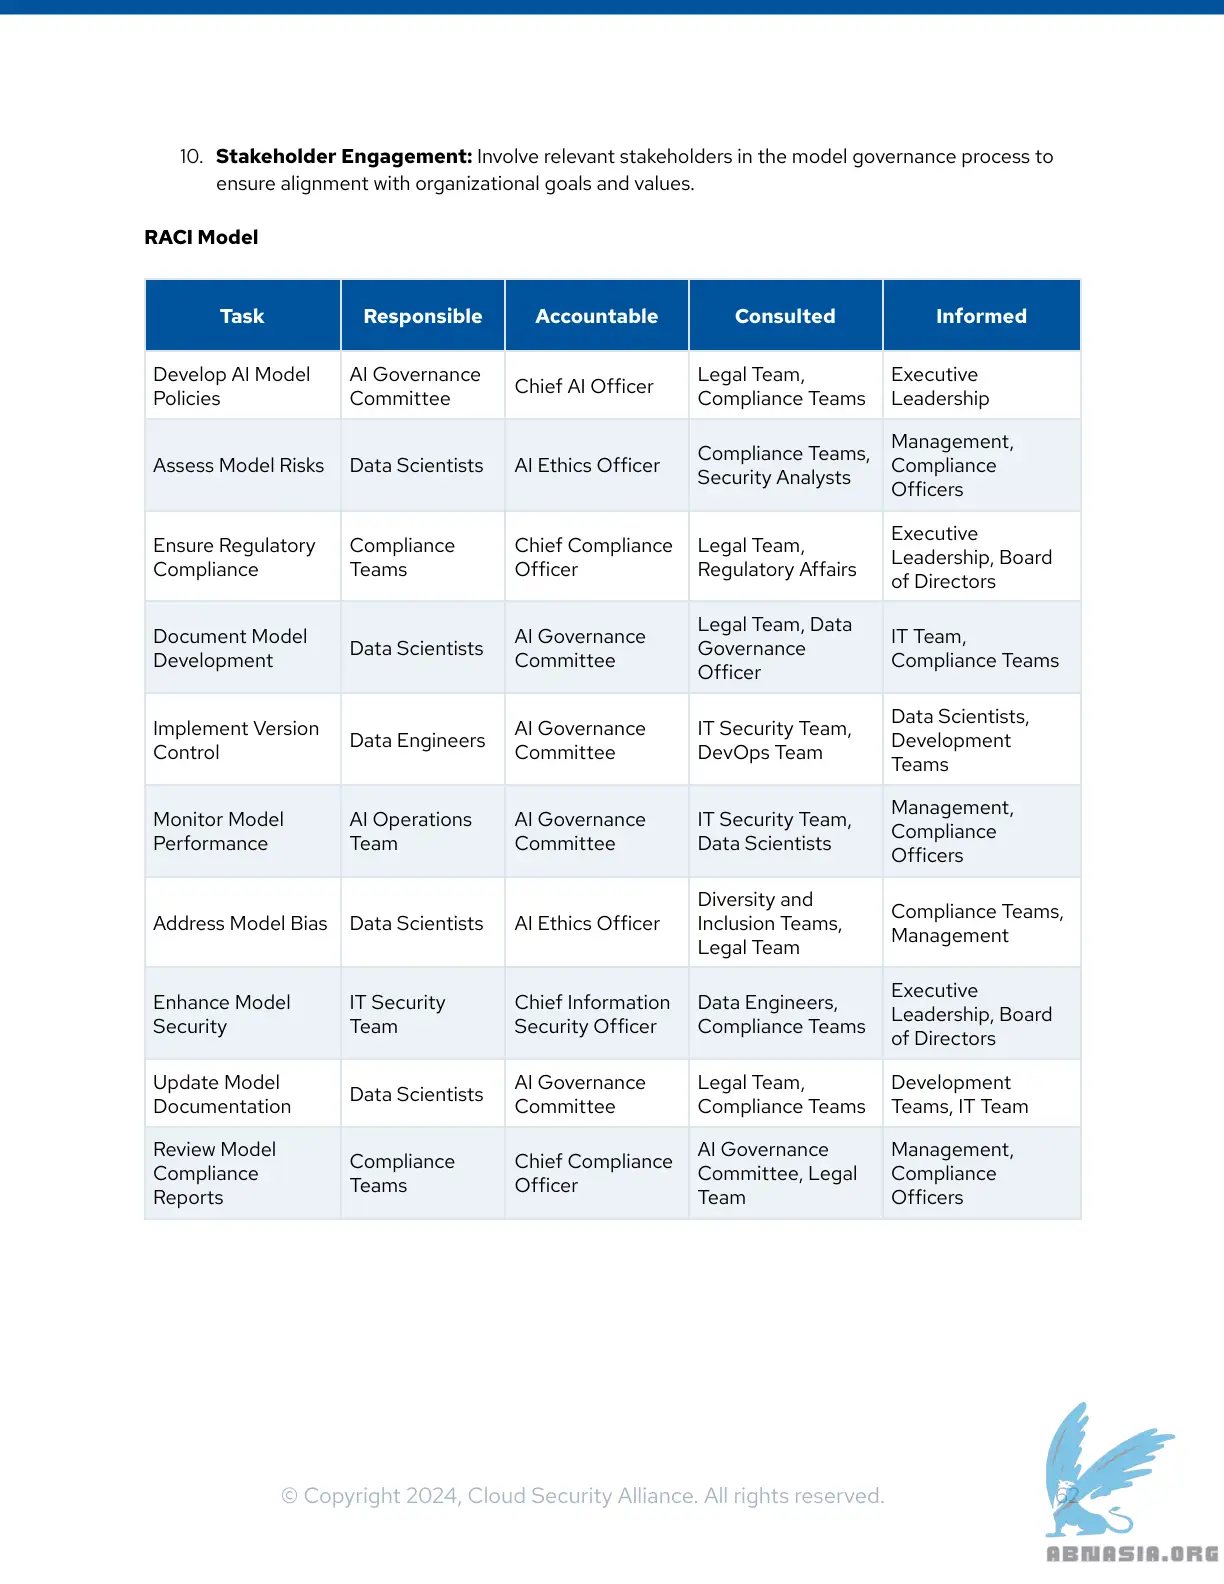 10. Stakeholder Engagement: Involve relevant stakeholders in the model governance process to
ensure alignment with organizational goals and values.
RACI Model
Task Responsible Accountable Consulted Informed
Develop AI Model
Policies
AI Governance
Committee
Chief AI Officer
Legal Team,
Compliance Teams
Executive
Leadership
Assess Model Risks
Data Scientists
AI Ethics Officer
Compliance Teams,
Security Analysts
Management,
Compliance
Officers
Ensure Regulatory
Compliance
Compliance
Teams
Chief Compliance
Officer
Legal Team,
Regulatory Affairs
Executive
Leadership, Board
of Directors
Document Model
Development
Data Scientists
AI Governance
Committee
Legal Team, Data
Governance
Officer
IT Team,
Compliance Teams
Implement Version
Control
Data Engineers
AI Governance
Committee
IT Security Team,
DevOps Team
Data Scientists,
Development
Teams
Monitor Model
Performance
AI Operations
Team
AI Governance
Committee
IT Security Team,
Data Scientists
Management,
Compliance
Officers
Address Model Bias
Data Scientists
AI Ethics Officer
Diversity and
Inclusion Teams,
Legal Team
Compliance Teams,
Management
Enhance Model
Security
IT Security
Team
Chief Information
Security Officer
Data Engineers,
Compliance Teams
Executive
Leadership, Board
of Directors
Update Model
Documentation
Data Scientists
AI Governance
Committee
Legal Team,
Compliance Teams
Development
Teams, IT Team
Review Model
Compliance
Reports
Compliance
Teams
Chief Compliance
Officer
AI Governance
Committee, Legal
Team
Management,
Compliance
Officers
© Copyright 2024, Cloud Security Alliance. All rights reserved.
62
ABNASIA.ORG